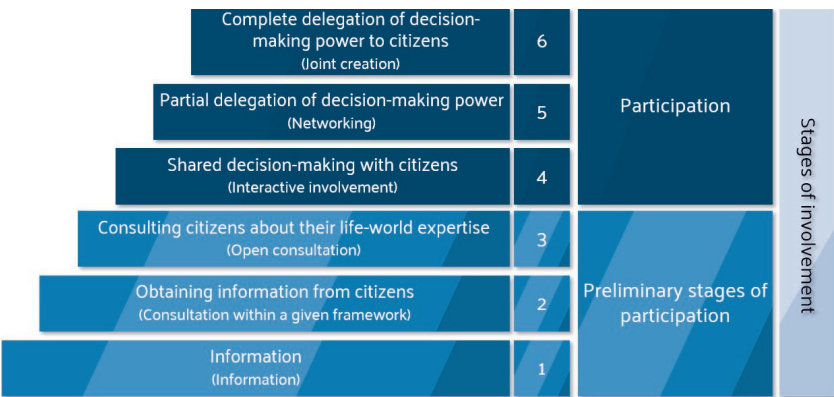 Complete delegation of decision-
making power to citizens
(Joint creation)
6
Partial delegation of decision-making power
(Networking)
5
Participation
Shared decision-making with citizens
(Interactive involvement)
4
Consulting citizens about their life-world expertise
(Open consultation)
3
Obtaining information from citizens
(Consultation within a given framework)
2
Preliminary stages of
participation
Information
(Information)
1
Stages of involvement